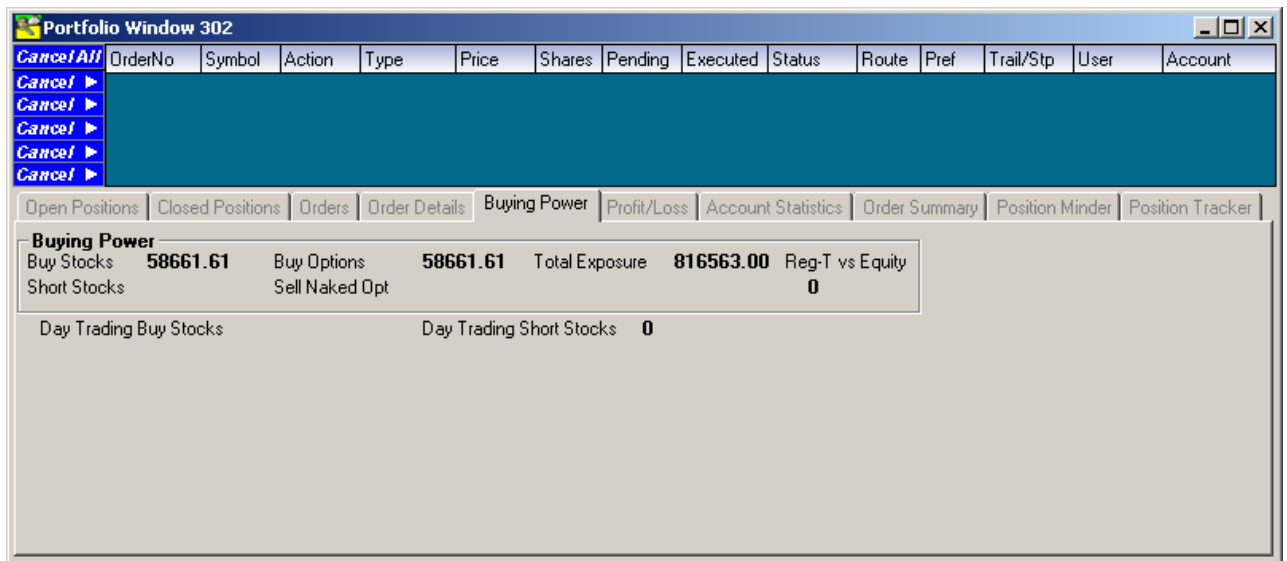 Portfolio Window 302
Cancel All OrderNo Symbol Action Type Price Shares Pending Executed Status Route Pref Trail/Stp User Account
Cancel
Cancel
Cancel
Cancel
Cancel
Open Positions Closed Positions Orders Order Details Buying Power Profit/Loss Account Statistics Order Summary Position Minder Position Tracker
Buying Power
Buy Stocks 58661.61 Buy Options 58661.61 Total Exposure 816563.00 Reg-T vs Equity
Short Stocks Sell Naked Opt 0
Day Trading Buy Stocks Day Trading Short Stocks 0